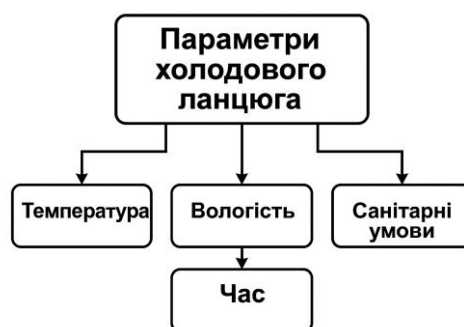 Параметри
холодового
ланцюга
Температура
Вологість
Санітарні
умови
Час